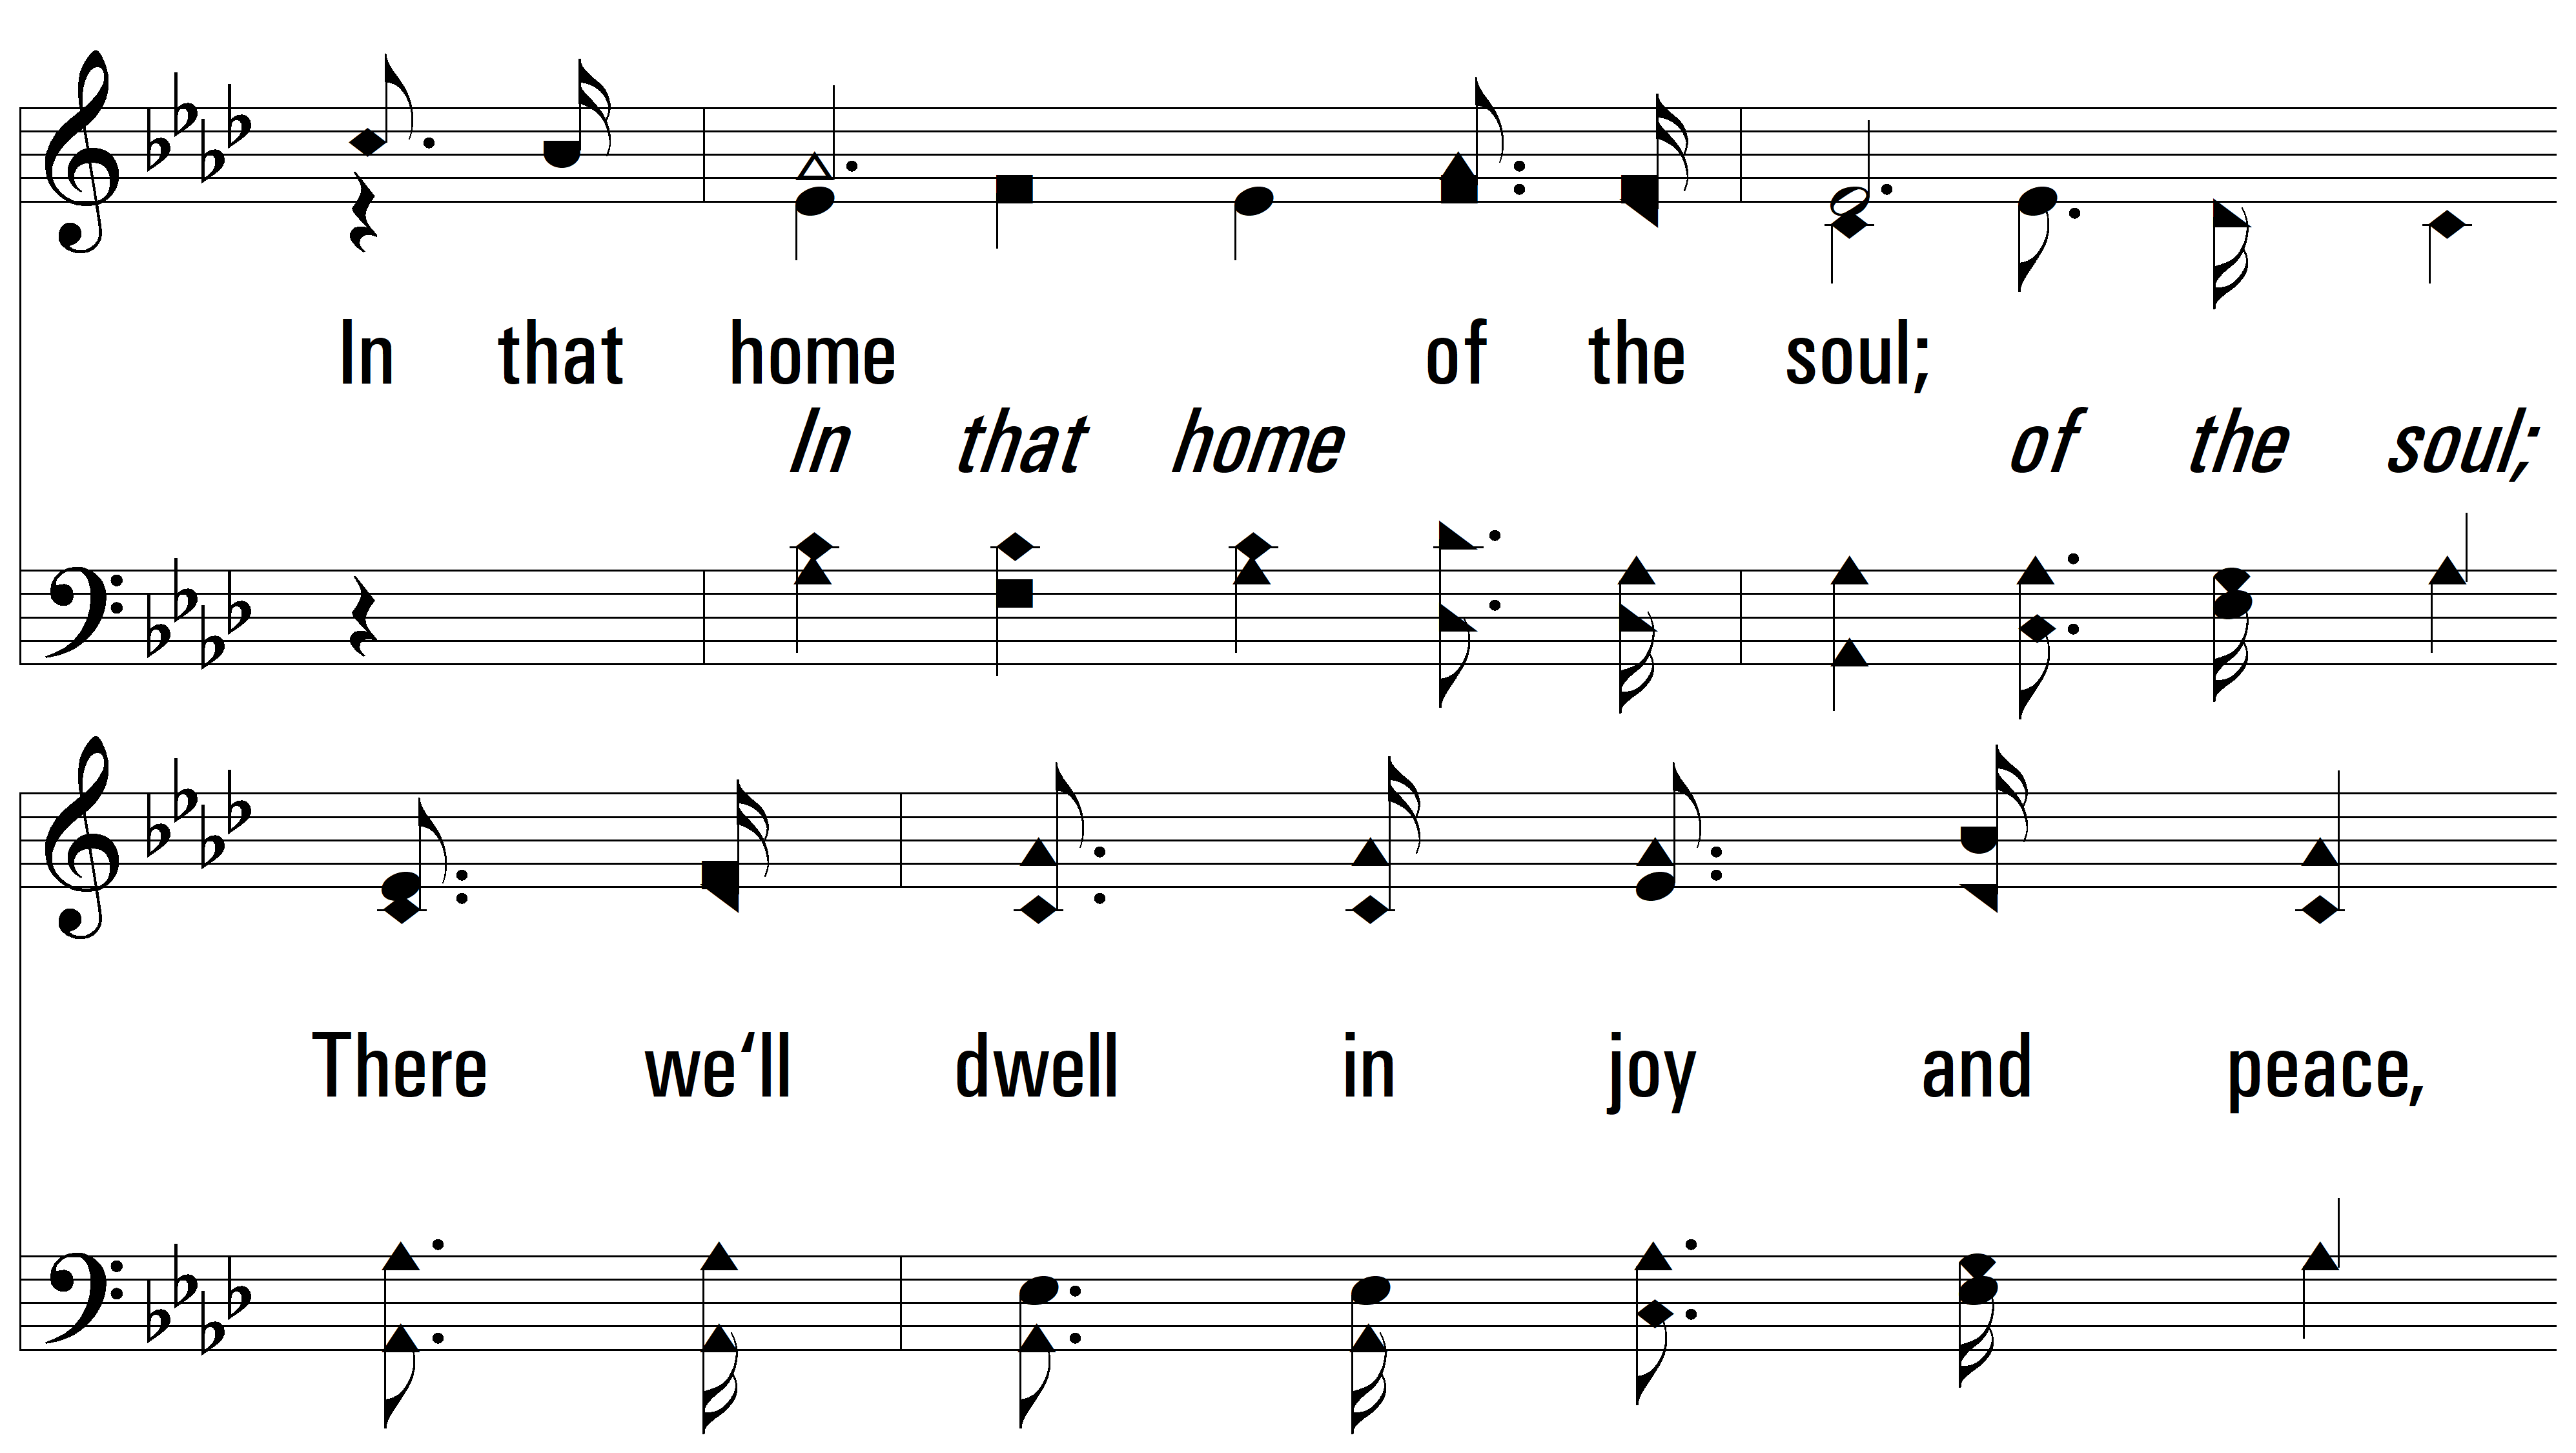 In that home of the soul;
In that home of the soul;
There we‘ll dwell in joy and peace,